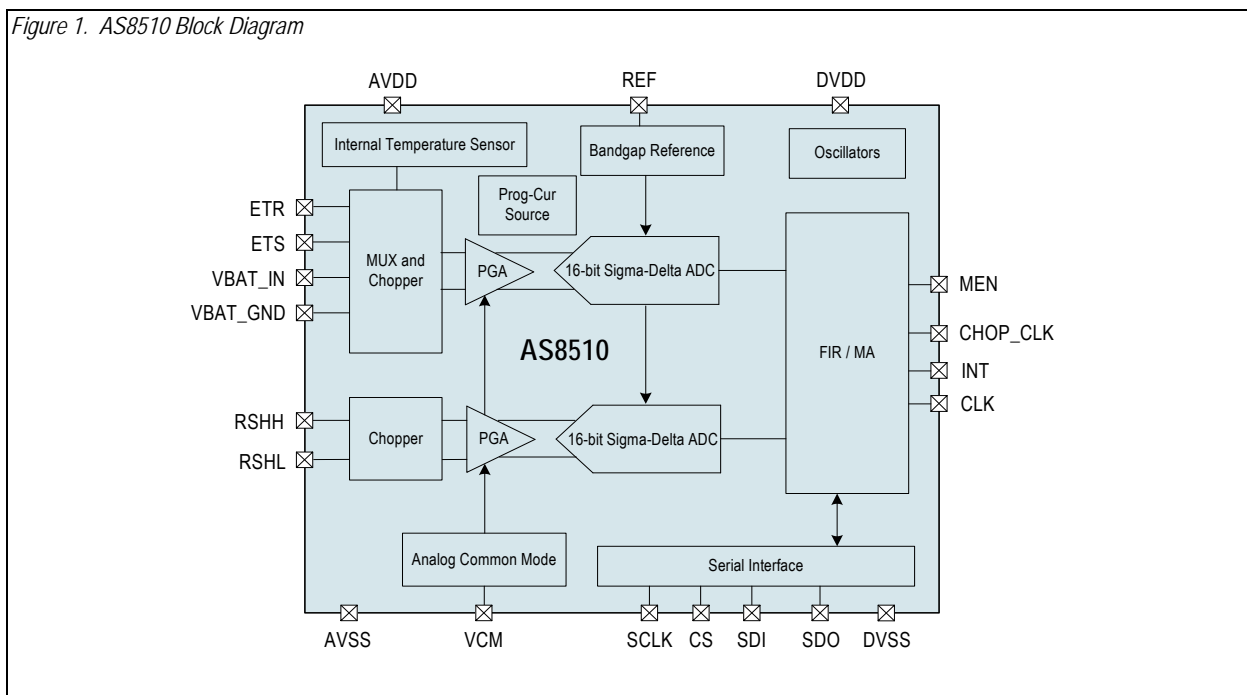 Figure 1. AS8510 Block Diagram
AVDD
REF
DVDD
Internal Temperature Sensor
Bandgap Reference
Oscillators
Prog-Cur
Source
ETR
ETS
VBAT_IN
VBAT_GND
MUX and
Chopper
PGA
16-bit Sigma-Delta ADC
MEN
CHOP_CLK
INT
CLK
FIR / MA
AS8510
RSHH
RSHL
Chopper
PGA
16-bit Sigma-Delta ADC
Analog Common Mode
Serial Interface
AVSS
VCM
SCLK
CS
SDI
SDO
DVSS